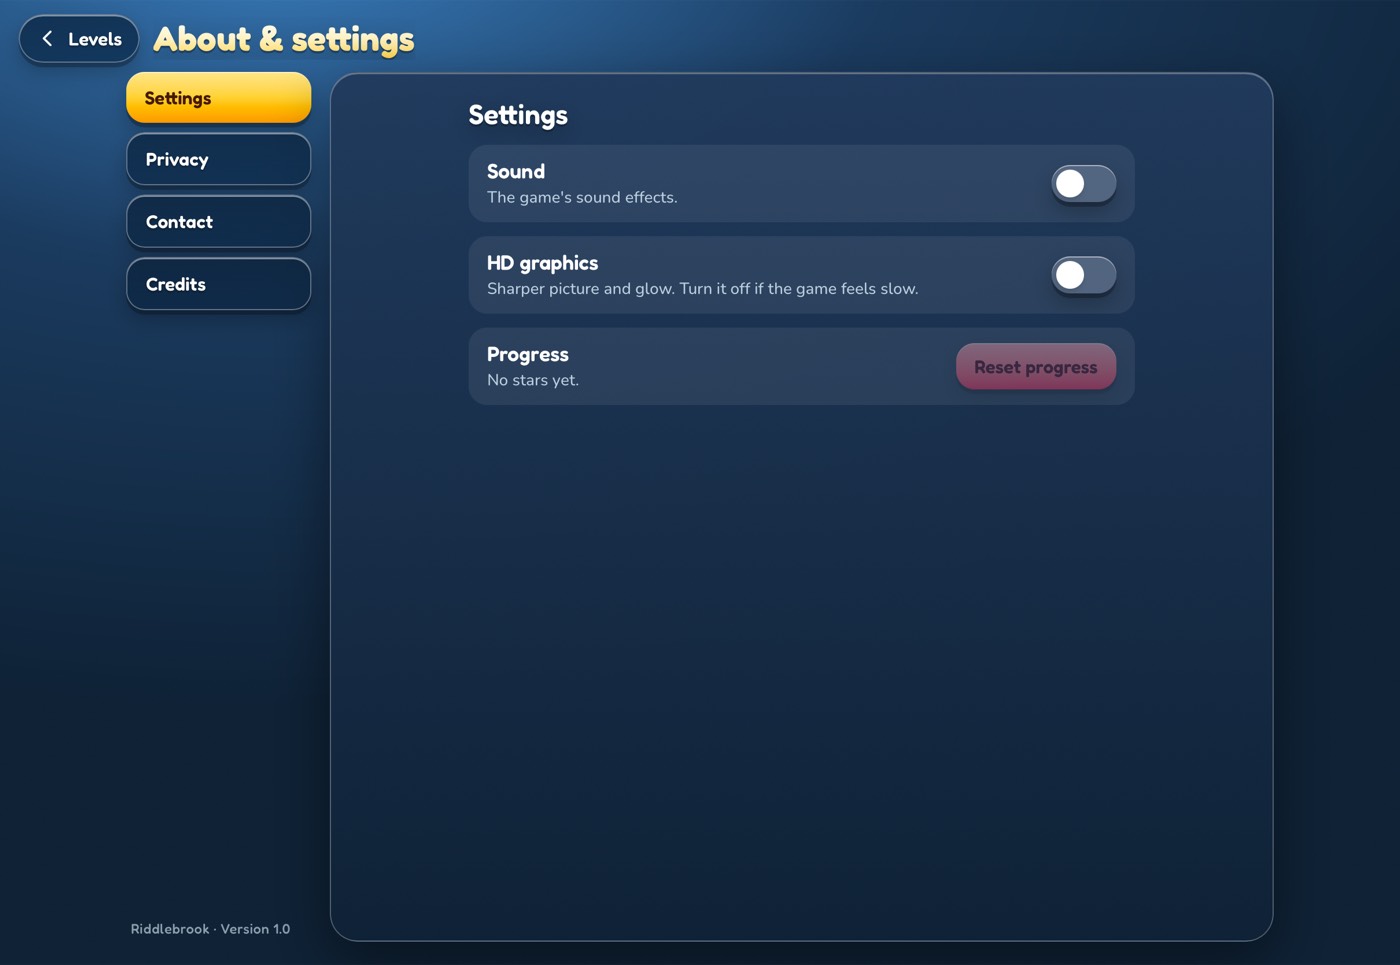 Levels
About & settings
Settings
Privacy
Contact
Credits
Settings
Sound
The game's sound effects.
HD graphics
Sharper picture and glow. Turn it off if the game feels slow.
Progress
No stars yet.
Reset progress
Riddlebrook · Version 1.0